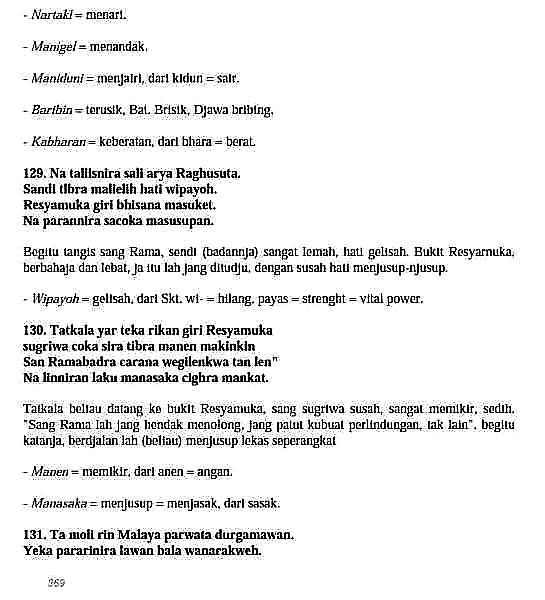 - Nartaki = menari.
- Manigel = menandak.
- Maniduni = menjairi, dari kidun = sair.
- Baribin = terusik, Bal. Brisik, Djawa bribing,
- Kabharan = keberatan, dari bhara = berat.
129. Na tallisnira sali arya Raghusuta.
Sandi tibra malielih hati wipayoh.
Resyamuka giri bhisana masuket.
Na parannira sacoka masusupan.
Begitu tangis sang Rama, sendi (badannja) sangat lemah, hati gelisah. Bukit Resyamuka,
berbahaja dan lebat, ja itu lah jang ditudju, dengan susah hati menjusup-njusup.
- Wipayoh = gelisah, dari Skt. wi- = hilang, payas = strenght = vital power.
130. Tatkala yar teka rikan giri Resyamuka
sugriwa coka sira tibra manen makinkin
San Ramabadra carana wegilenkwa tan len"
Na linniran laku manasaka cighra mankat.
Tatkala beliau datang ke bukit Resyamuka, sang sugriwa susah, sangat memikir, sedih.
"Sang Rama lah jang hendak menolong, jang patut kubuat perlindungan, tak lain", begitu
katanja, berdjalan lah (beliau) menjusup lekas seperangkat
- Manen = memikir, dari anen = angan.
- Manasaka = menjusup = menjasak, dari sasak.
131. Ta moli rin Malaya parwata durgamawan.
Yeka pararinira lawan bala wanarakweh.
369